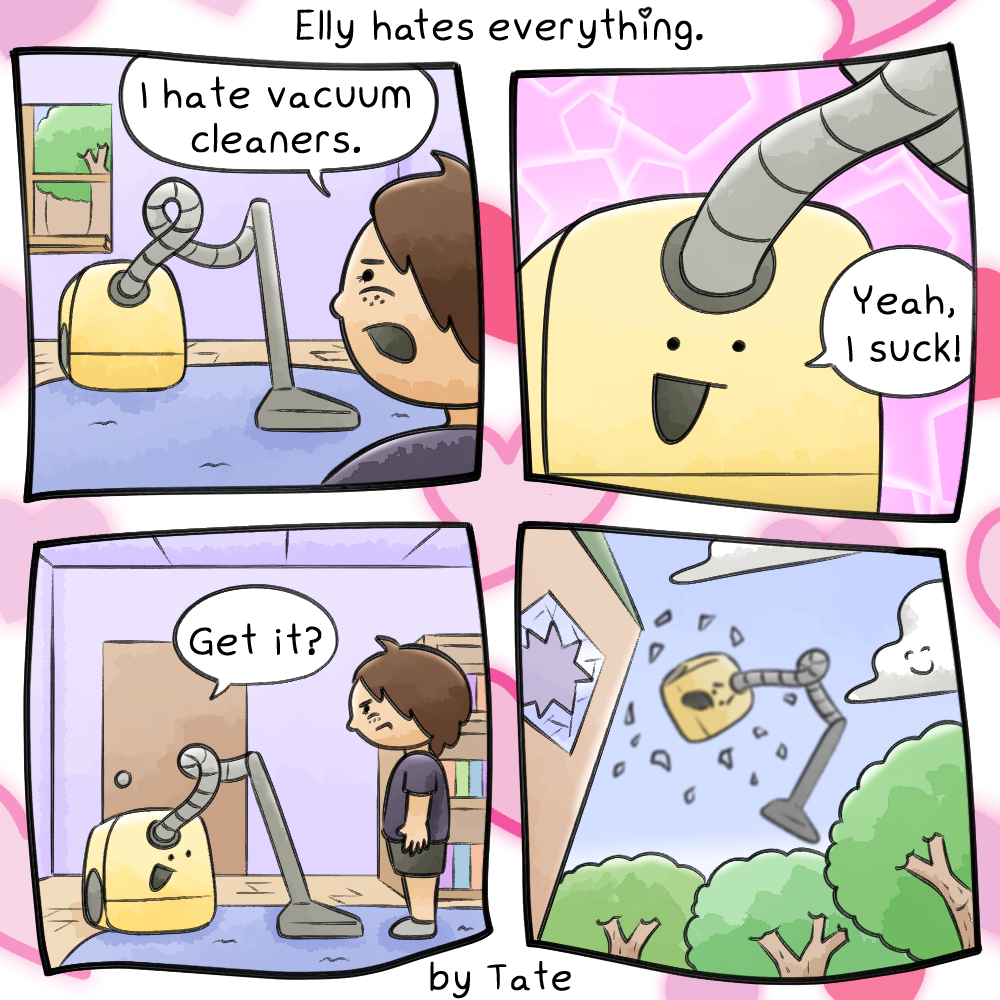 Elly hates everything.
I hate vacuum
cleaners.
Yeah,
I suck!
Get it?
by Tate